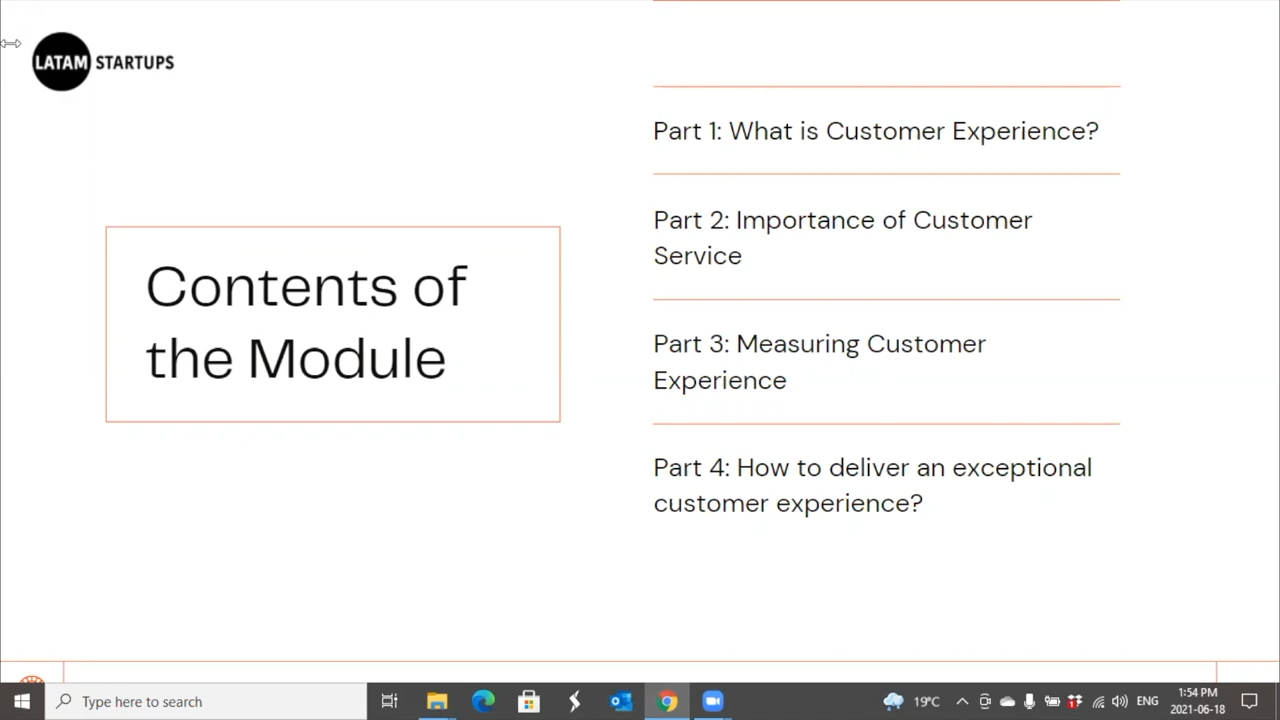 LATAM STARTUPS
Part 1: What is Customer Experience?
Part 2: Importance of Customer
Service
Contents of
the Module
Part 3: Measuring Customer
Experience
Part 4: How to deliver an exceptional
customer experience?
Type here to search
19°C
ENG
1:54 PM
2021-06-18